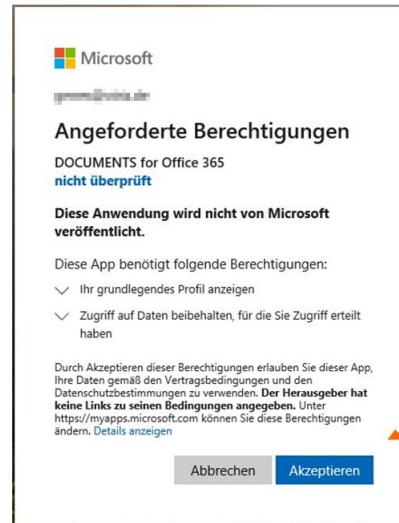 Microsoft
Angeforderte Berechtigungen
DOCUMENTS for Office 365
nicht überprüft
Diese Anwendung wird nicht von Microsoft
veröffentlicht.
Diese App benötigt folgende Berechtigungen:
Ihr grundlegendes Profil anzeigen
Zugriff auf Daten beibehalten, für die Sie Zugriff erteilt
haben
Durch Akzeptieren dieser Berechtigungen erlauben Sie dieser App,
Ihre Daten gemäß den Vertragsbedingungen und den
Datenschutzbestimmungen zu verwenden. Der Herausgeber hat
keine Links zu seinen Bedingungen angegeben. Unter
https://myapps.microsoft.com können Sie diese Berechtigungen
ändern. Details anzeigen
Abbrechen Akzeptieren